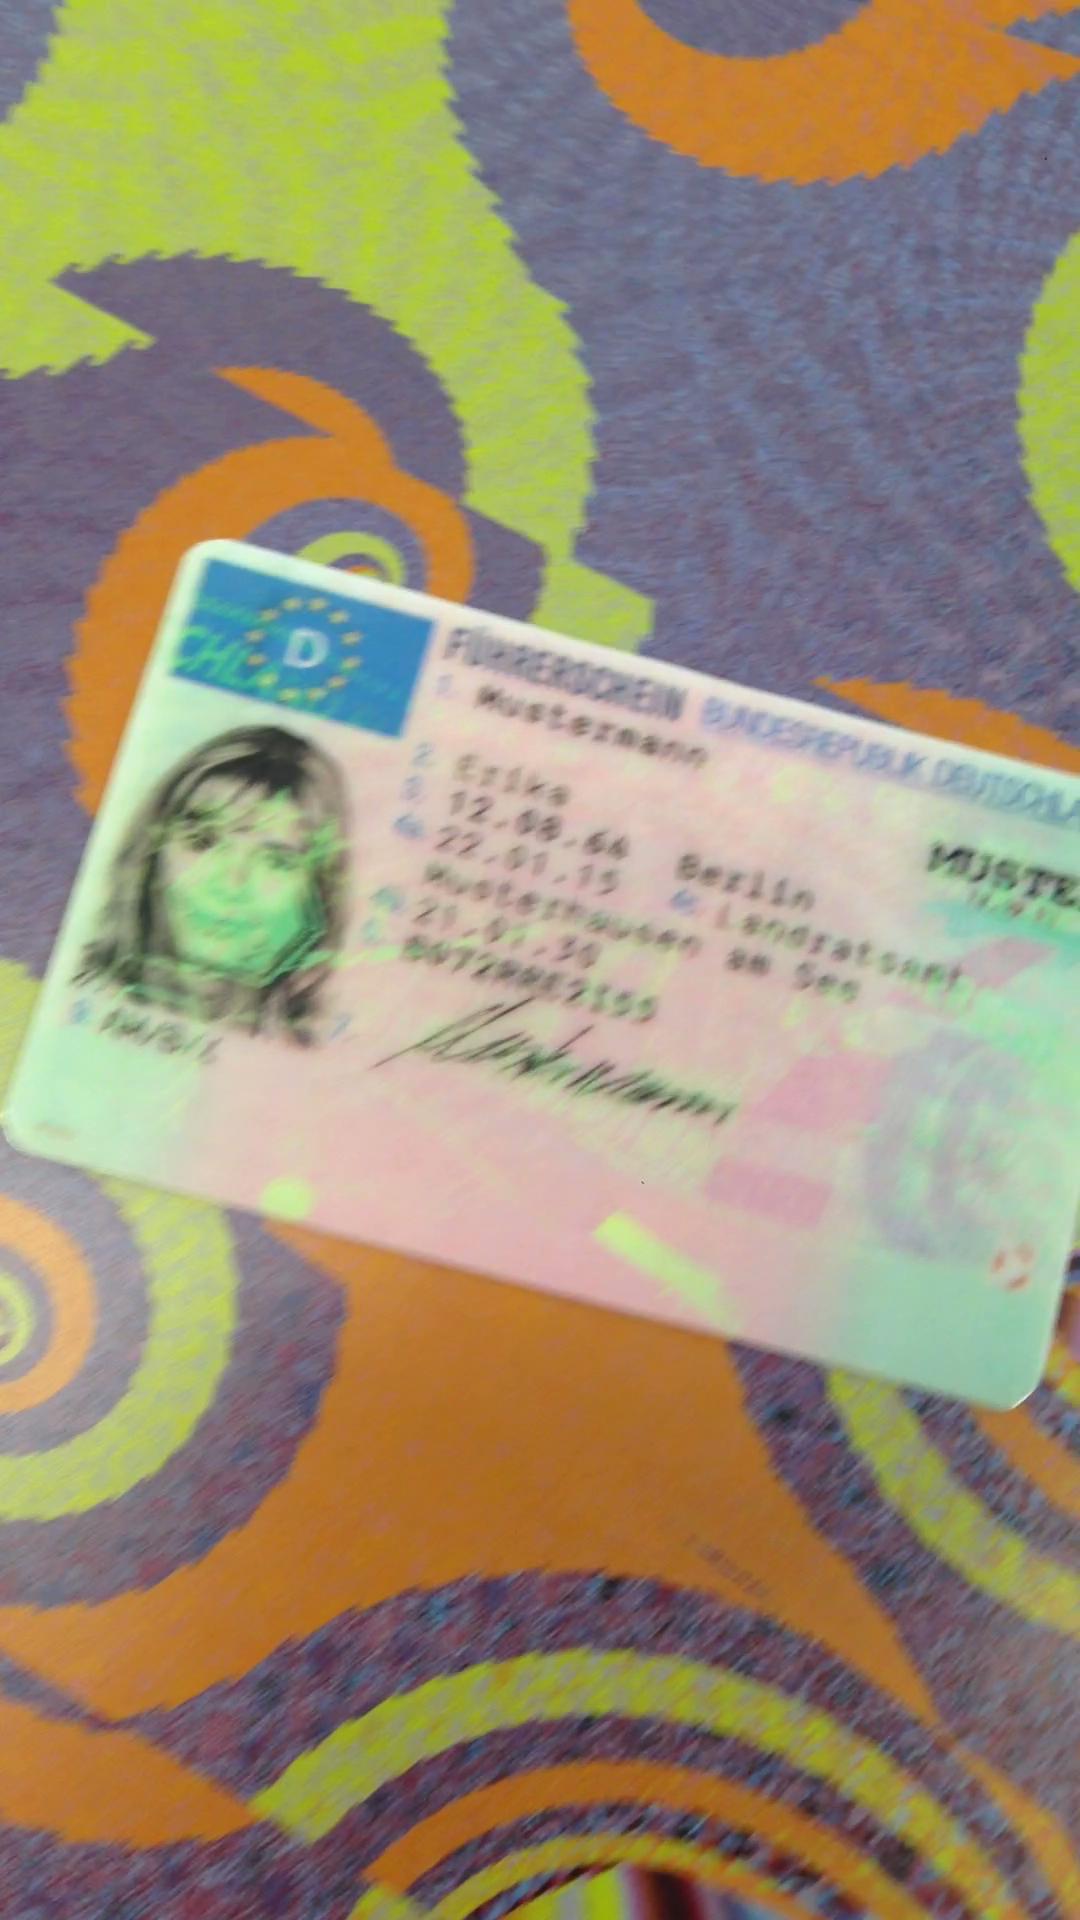 D
FÜHRERSCHEIN BUNDESREPUBLIK DEUTSCHLA
1. Mustermann
2. Erika
3. 12.08.64 Berlin
MUSTE
4a. 22.01.15 4c. Landratsamt
Musterhausen am See
4b. 21.01.30
5.
7.
Mustermann
9. AM/B/L